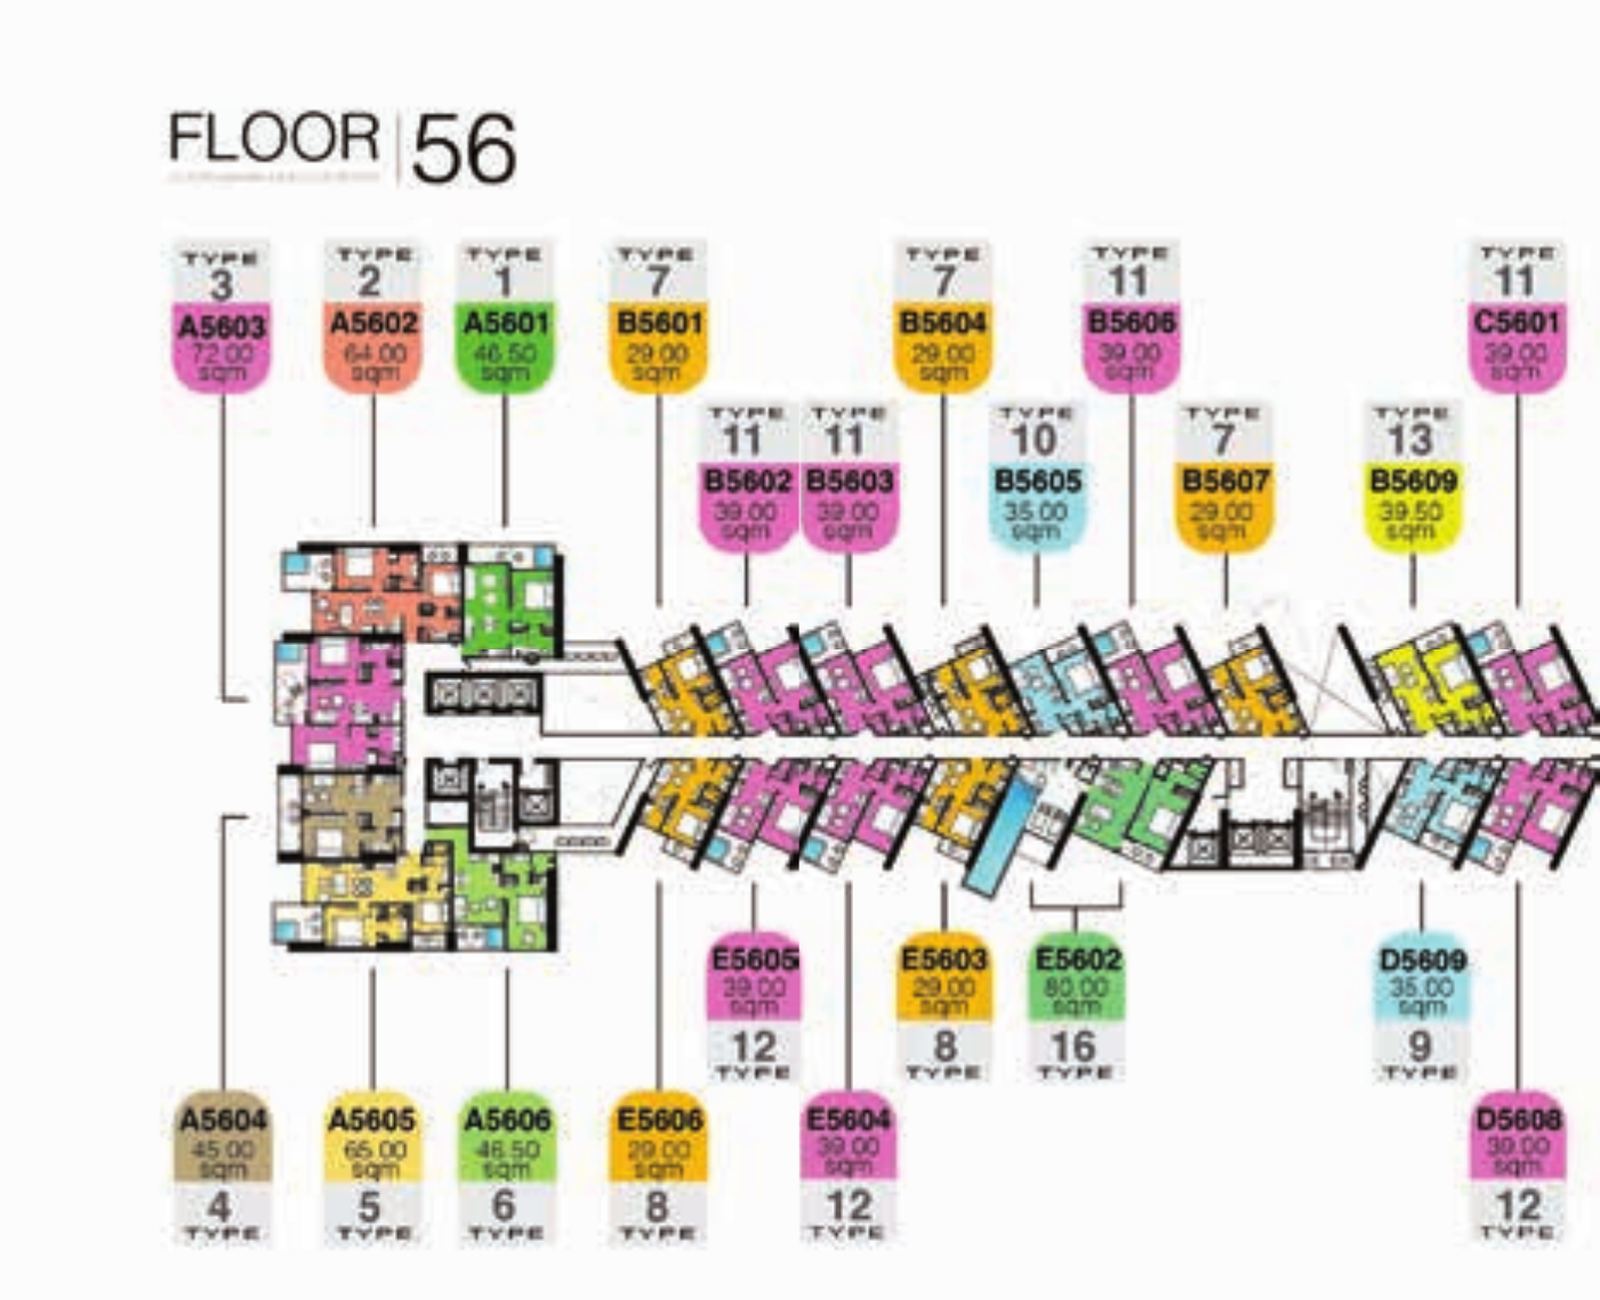 FLOOR 56
TYPE
3
A5603
72.00
sqm
TYPE
2
A5602
64.00
sqm
TYPE
1
A5601
46.50
sqm
TYPE
7
B5601
29.00
sqm
TYPE
7
B5604
29.00
sqm
TYPE
11
B5606
39.00
sqm
TYPE
11
C5601
39.00
sqm
TYPE
11
B5602
39.00
sqm
TYPE
11
B5603
39.00
sqm
TYPE
10
B5605
35.00
sqm
TYPE
7
B5607
29.00
sqm
TYPE
13
B5609
39.50
sqm
E5605
39.00
sqm
12
TYPE
E5603
29.00
sqm
8
TYPE
E5602
80.00
sqm
16
TYPE
D5609
35.00
sqm
9
TYPE
A5604
45.00
sqm
4
TYPE
A5605
65.00
sqm
5
TYPE
A5606
46.50
sqm
6
TYPE
E5606
29.00
sqm
8
TYPE
E5604
39.00
sqm
12
TYPE
D5608
39.00
sqm
12
TYPE